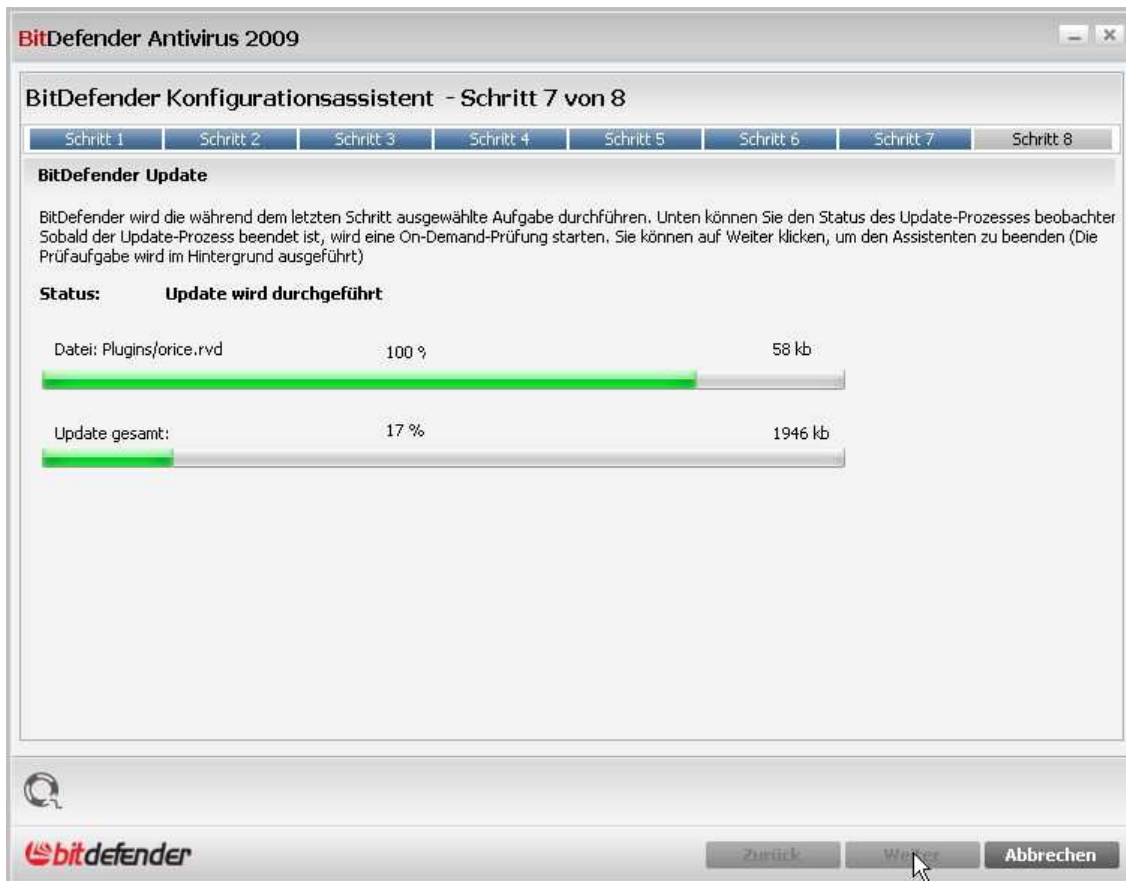 BitDefender Antivirus 2009
BitDefender Konfigurationsassistent - Schritt 7 von 8
Schritt 1 Schritt 2 Schritt 3 Schritt 4 Schritt 5 Schritt 6 Schritt 7 Schritt 8
BitDefender Update
BitDefender wird die während dem letzten Schritt ausgewählte Aufgabe durchführen. Unten können Sie den Status des Update-Prozesses beobachter
Sobald der Update-Prozess beendet ist, wird eine On-Demand-Prüfung starten. Sie können auf Weiter klicken, um den Assistenten zu beenden (Die
Prüfaufgabe wird im Hintergrund ausgeführt)
Status: Update wird durchgeführt
Datei: Plugins/orice.rvd 100 % 58 kb
Update gesamt: 17 % 1946 kb
bitdefender Zurück Weiter Abbrechen